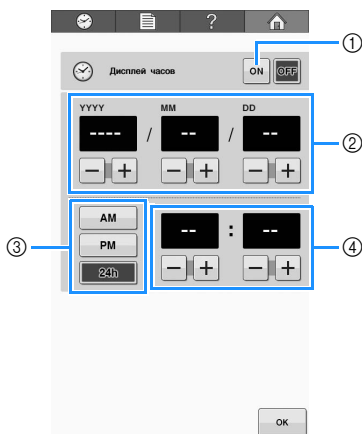 ?
①
Дисплей часов ON OFF
YYYY MM DD
---- / -- / --
②
− + − + − +
③
AM
PM
24h
-- : --
④
− + − +
OK